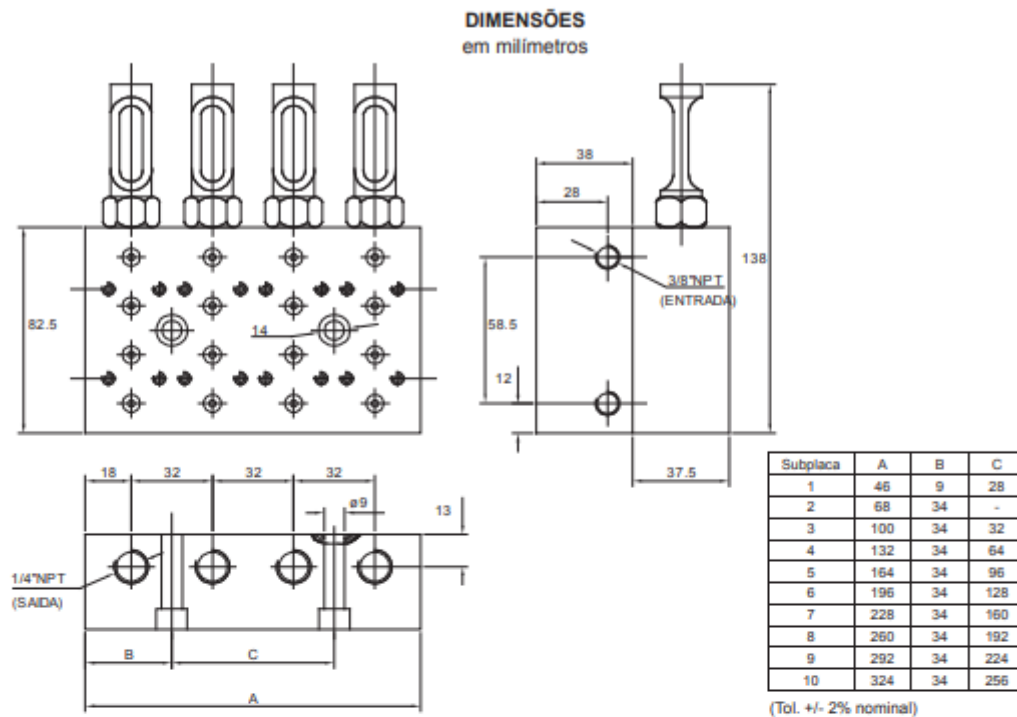 DIMENSÕES
em milímetros
38
28
138
3/8"NPT
(ENTRADA)
82.5
14
58.5
12
18 32 32 32
37.5
ø9
13
1/4"NPT
(SAIDA)
B C
A
Subplaca A B C
1 46 9 28
2 68 34 -
3 100 34 32
4 132 34 64
5 164 34 96
6 196 34 128
7 228 34 160
8 260 34 192
9 292 34 224
10 324 34 256
(Tol. +/- 2% nominal)